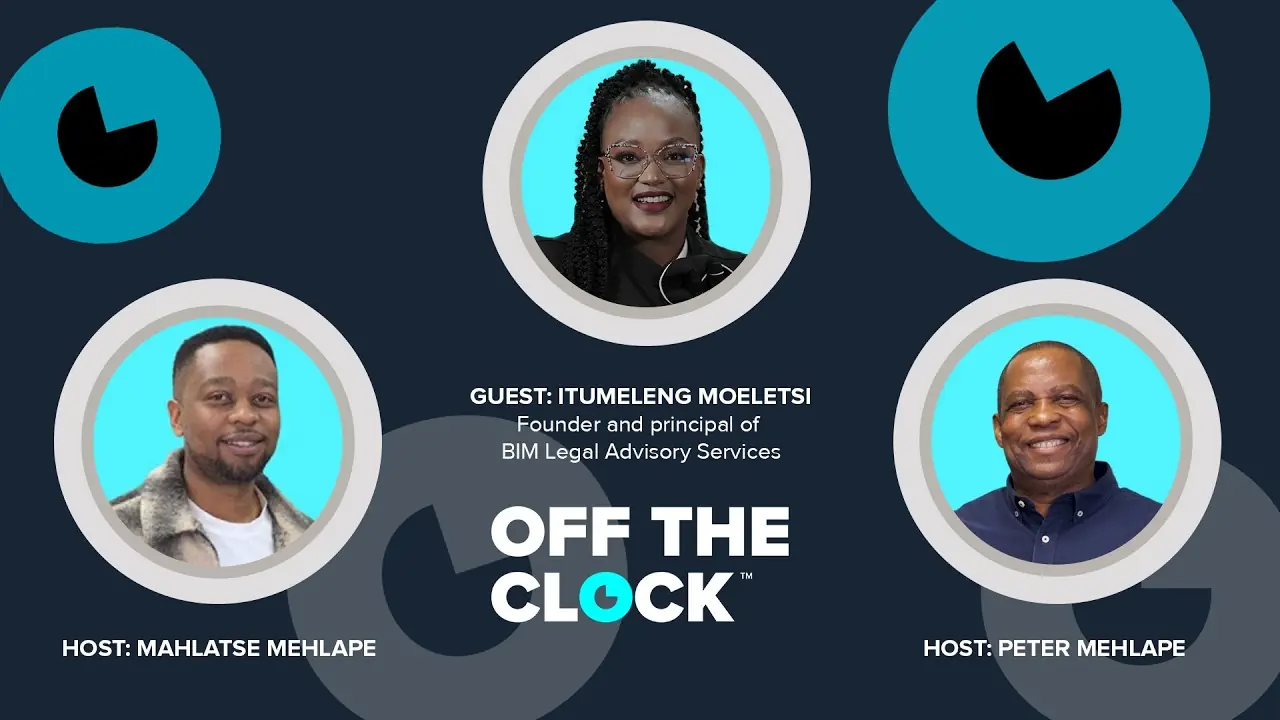 GUEST: ITUMELENG MOELETSI
Founder and principal of
BIM Legal Advisory Services
OFF THE
CLOCK™
HOST: MAHLATSE MEHLAPE
HOST: PETER MEHLAPE